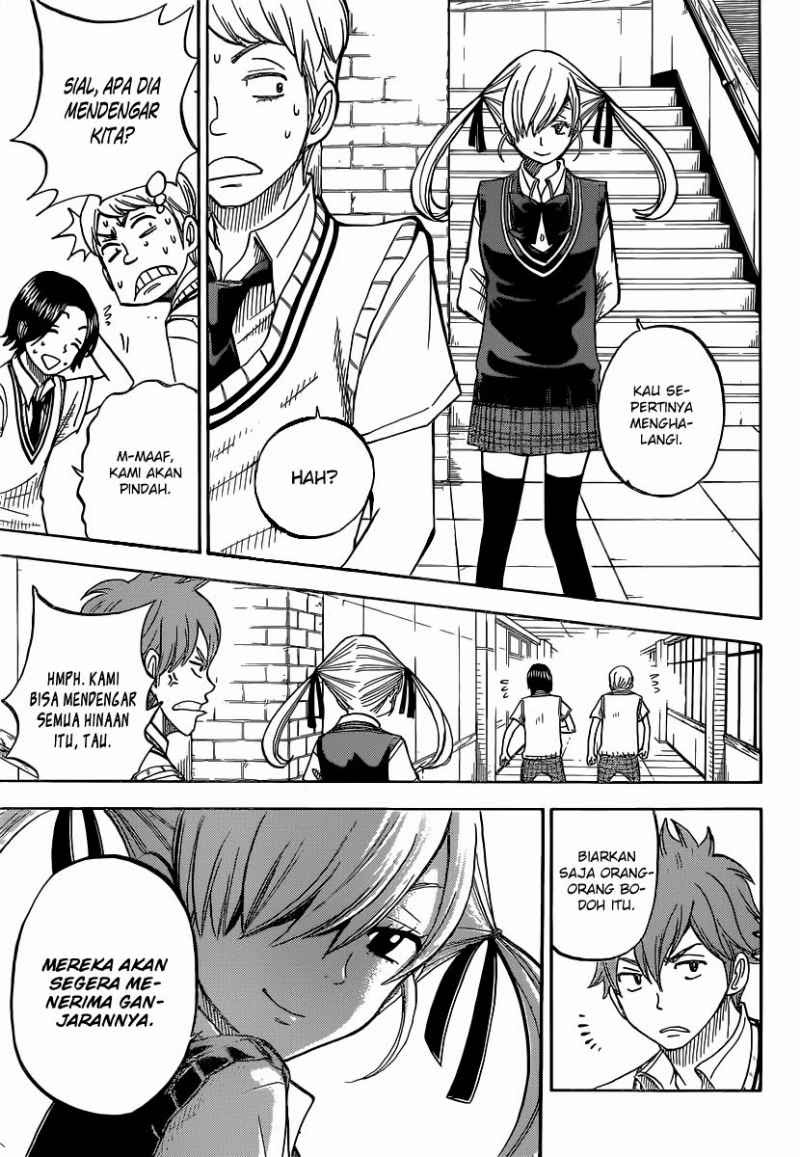 KAU SE-
PERTINYA
MENGHA-
LANGI.
HAH?
SIAL, APA DIA
MENDENGAR
KITA?
M-MAAF,
KAMI AKAN
PINDAH.
HMPH. KAMI
BISA MENDENGAR
SEMUA HINAAN
ITU, TAU.
BIARKAN
SAJA ORANG-
ORANG BO-
DOH ITU.
MEREKA AKAN
SEGERA ME-
NERIMA GAN-
JARANNYA.